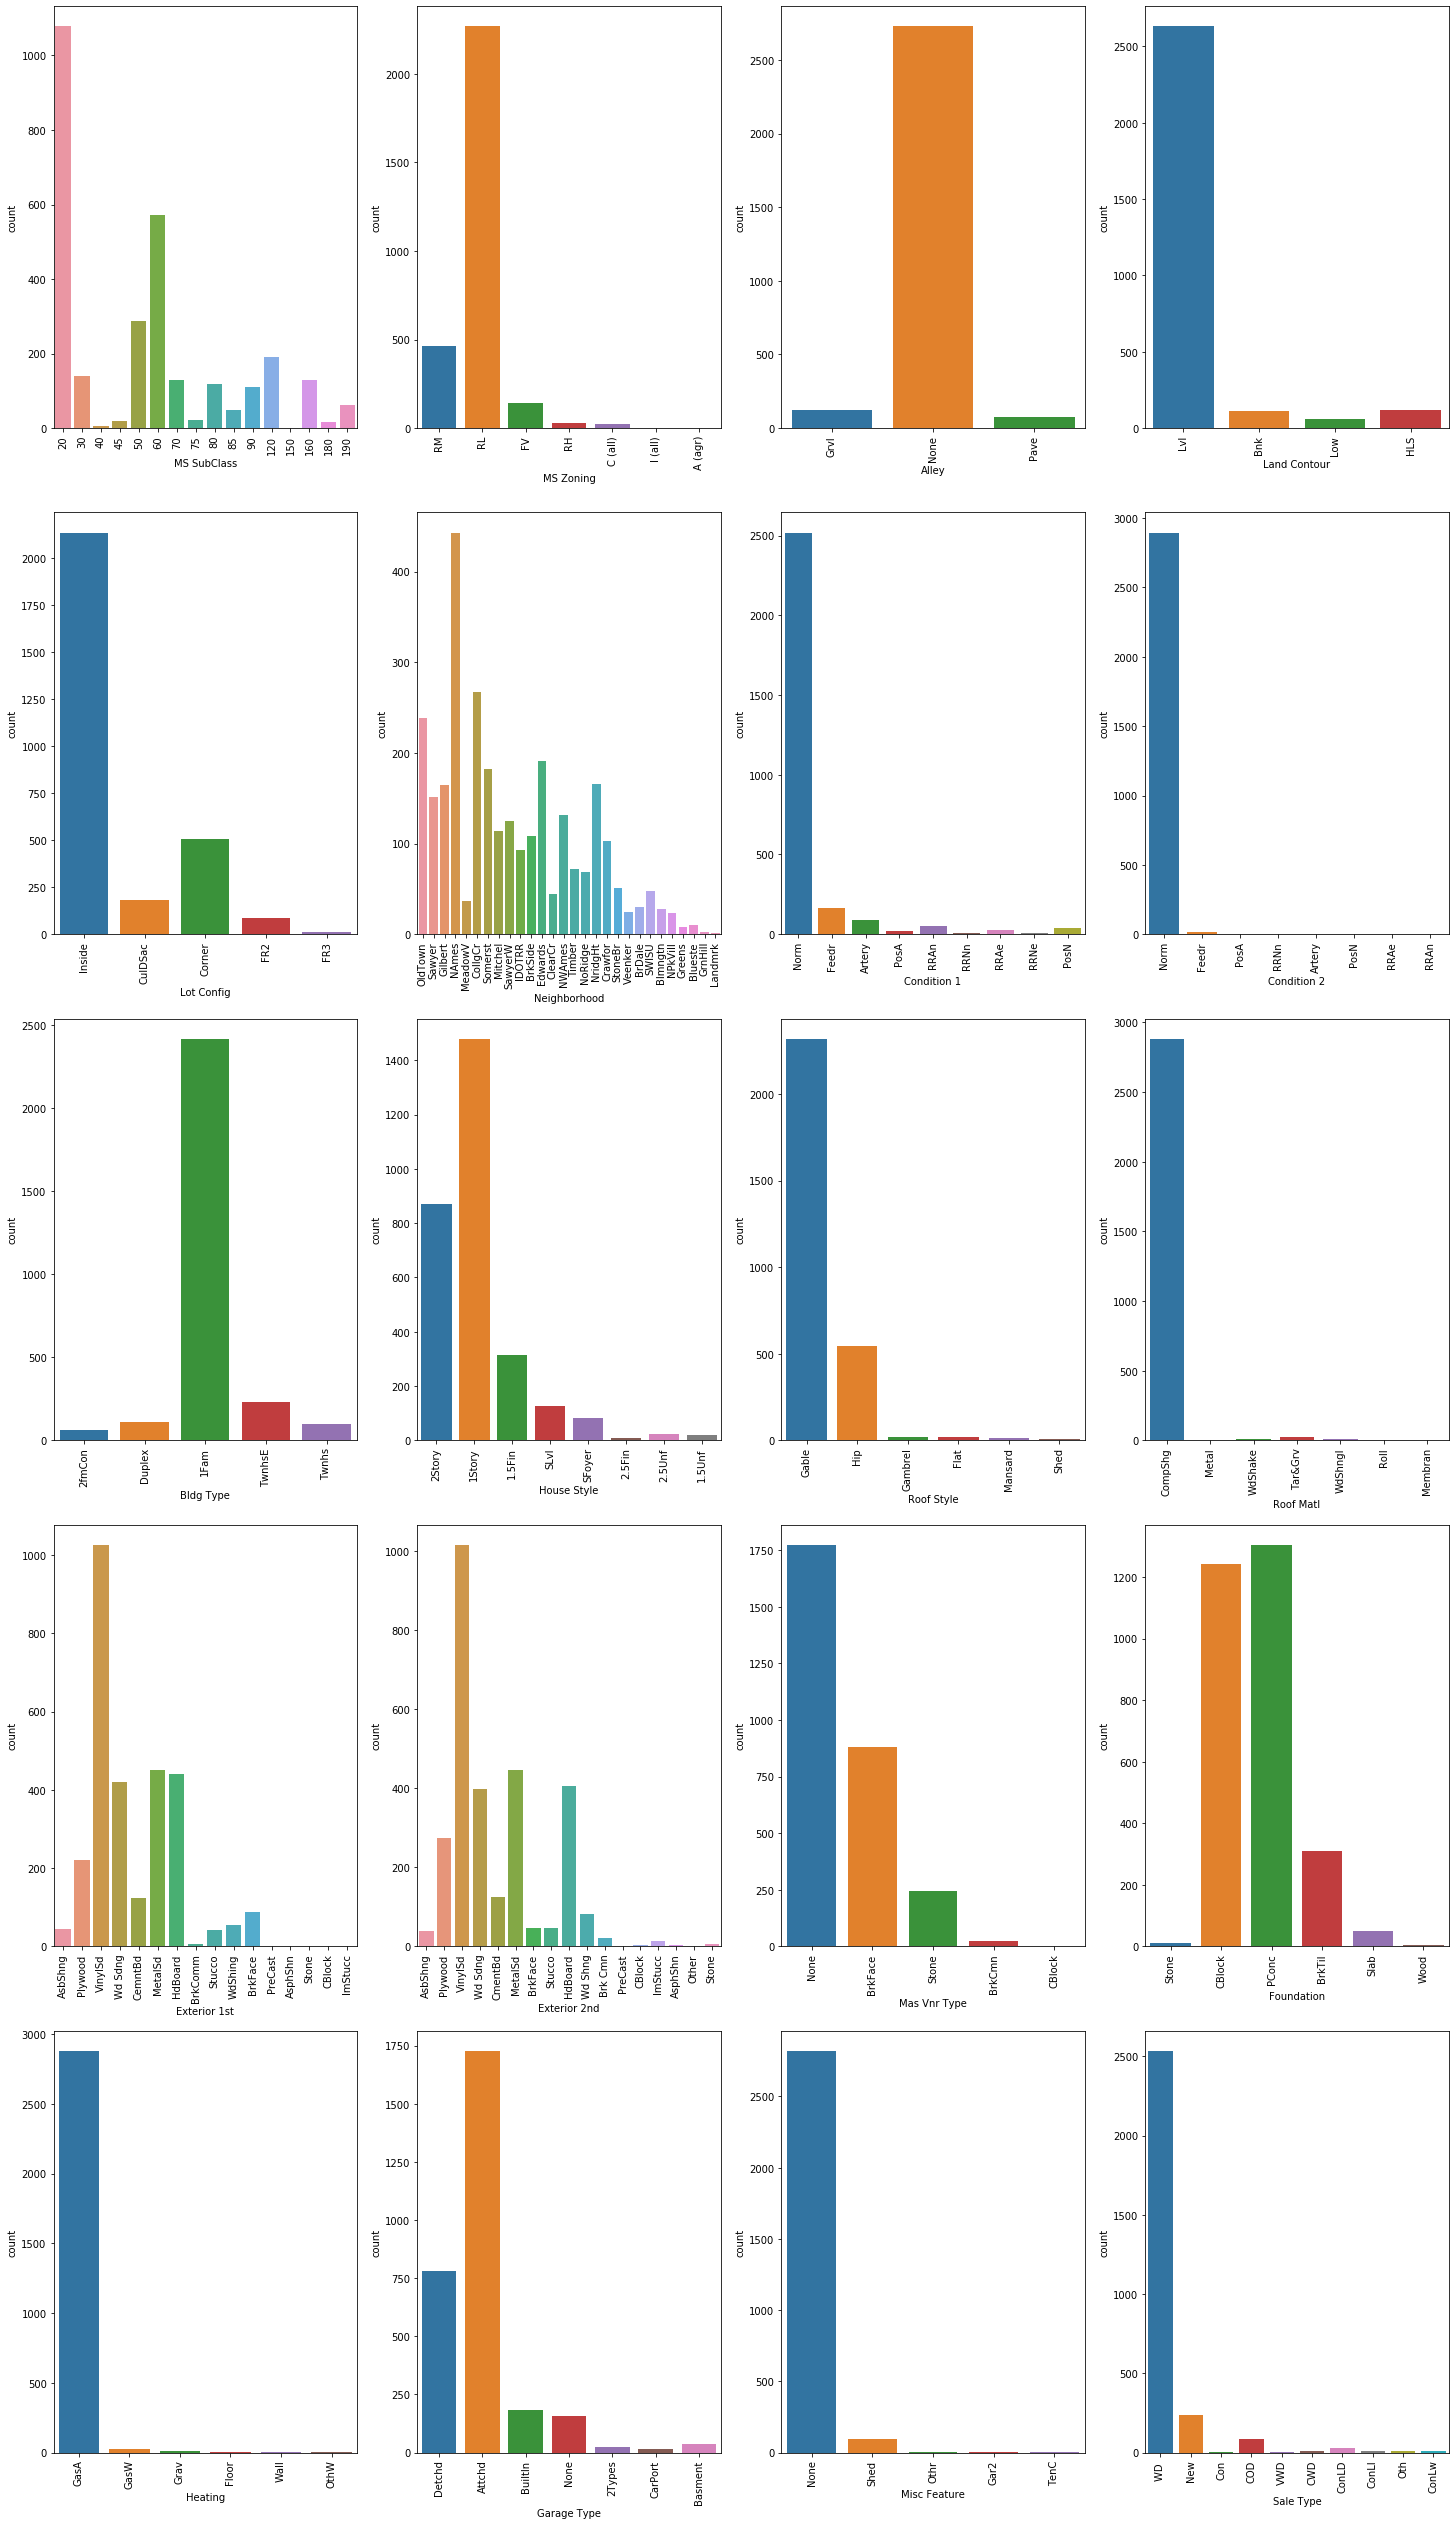 1000
800
600
400
200
0
count
20 30 40 45 50 60 70 75 80 85 90 120 150 160 180 190
MS SubClass
2000
1500
1000
500
0
count
RM RL FV RH C (all) I (all) A (agr)
MS Zoning
2500
2000
1500
1000
500
0
count
Grvl None Pave
Alley
2500
2000
1500
1000
500
0
count
Lvl Bnk Low HLS
Land Contour
2000
1750
1500
1250
1000
750
500
250
0
count
Inside CulDSac Corner FR2 FR3
Lot Config
400
300
200
100
0
count
OldTown Sawyer Gilbert NAmes MeadowV CollgCr Somerst Mitchel SawyerW IDOTRR BrkSide Edwards ClearCr NWAmes Timber NoRidge NridgHt Crawfor StoneBr Veenker BrDale SWISU Blmngtn NPkVill Greens Blueste GrnHill Landmrk
Neighborhood
2500
2000
1500
1000
500
0
count
Norm Feedr Artery PosA RRAn RRNn RRAe RRNe PosN
Condition 1
3000
2500
2000
1500
1000
500
0
count
Norm Feedr PosA RRNn Artery PosN RRAe RRAn
Condition 2
2500
2000
1500
1000
500
0
count
2fmCon Duplex 1Fam TwnhsE Twnhs
Bldg Type
1400
1200
1000
800
600
400
200
0
count
2Story 1Story 1.5Fin SLvl SFoyer 2.5Fin 2.5Unf 1.5Unf
House Style
2000
1500
1000
500
0
count
Gable Hip Gambrel Flat Mansard Shed
Roof Style
3000
2500
2000
1500
1000
500
0
count
CompShg Metal WdShake Tar&Grv WdShngl Roll Membran
Roof Matl
1000
800
600
400
200
0
count
AsbShng Plywood VinylSd Wd Sdng CemntBd MetalSd HdBoard BrkComm Stucco WdShing BrkFace PreCast AsphShn Stone CBlock ImStucc
Exterior 1st
1000
800
600
400
200
0
count
AsbShng Plywood VinylSd Wd Sdng CmentBd MetalSd BrkFace Stucco HdBoard Wd Shng Brk Cmn PreCast CBlock ImStucc AsphShn Other Stone
Exterior 2nd
1750
1500
1250
1000
750
500
250
0
count
None BrkFace Stone BrkCmn CBlock
Mas Vnr Type
1200
1000
800
600
400
200
0
count
Stone CBlock PConc BrkTil Slab Wood
Foundation
3000
2500
2000
1500
1000
500
0
count
GasA GasW Grav Floor Wall OthW
Heating
1750
1500
1250
1000
750
500
250
0
count
Detchd Attchd BuiltIn None 2Types CarPort Basment
Garage Type
2500
2000
1500
1000
500
0
count
None Shed Othr Gar2 TenC
Misc Feature
2500
2000
1500
1000
500
0
count
WD New Con COD VWD CWD ConLD ConLI Oth ConLw
Sale Type